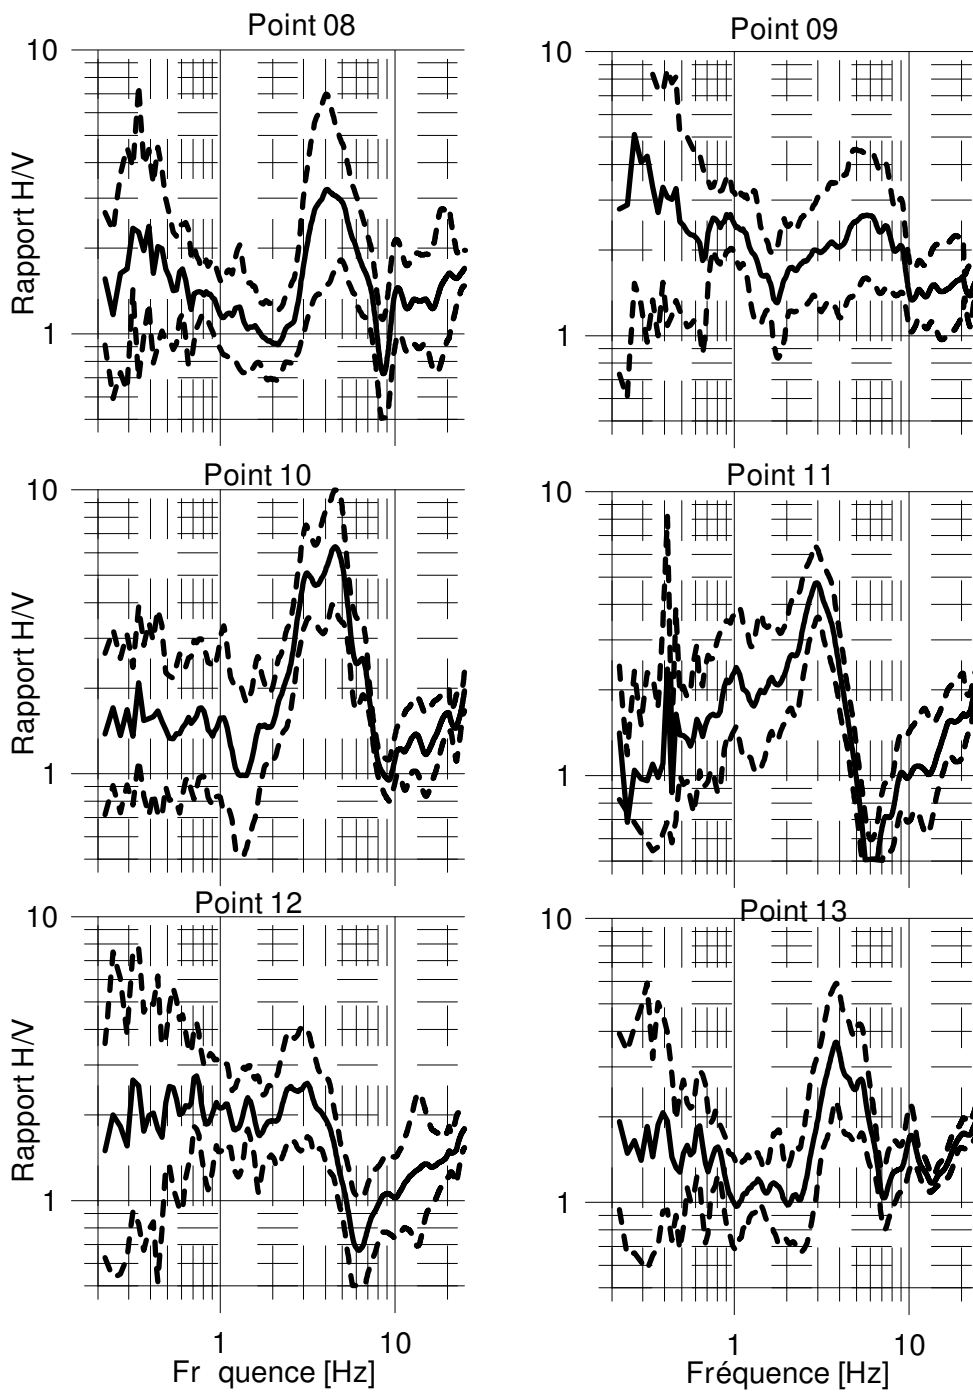 Point 08
Point 09
10
10
Rapport H/V
1
1
Point 10
Point 11
10
10
Rapport H/V
1
1
Point 12
Point 13
10
10
Rapport H/V
1
1
1
10
1
10
Fr quence [Hz]
Fréquence [Hz]